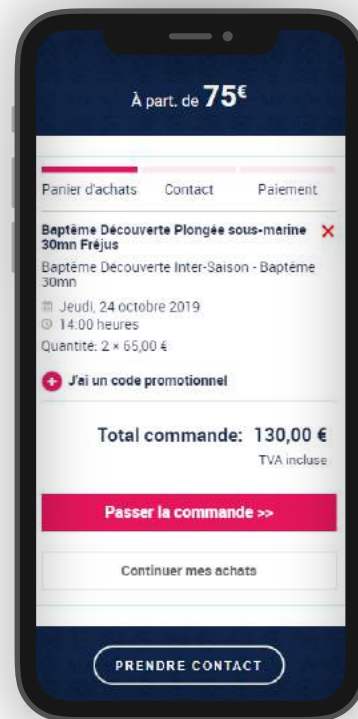 À part. de 75€
Panier d'achats Contact Paiement
Baptême Découverte Plongée sous-marine
30mn Fréjus
Baptême Découverte Inter-Saison - Baptême
30mn
Jeudi, 24 octobre 2019
14:00 heures
Quantité: 2 × 65,00 €
J'ai un code promotionnel
Total commande: 130,00 €
TVA incluse
Passer la commande >>
Continuer mes achats
PRENDRE CONTACT